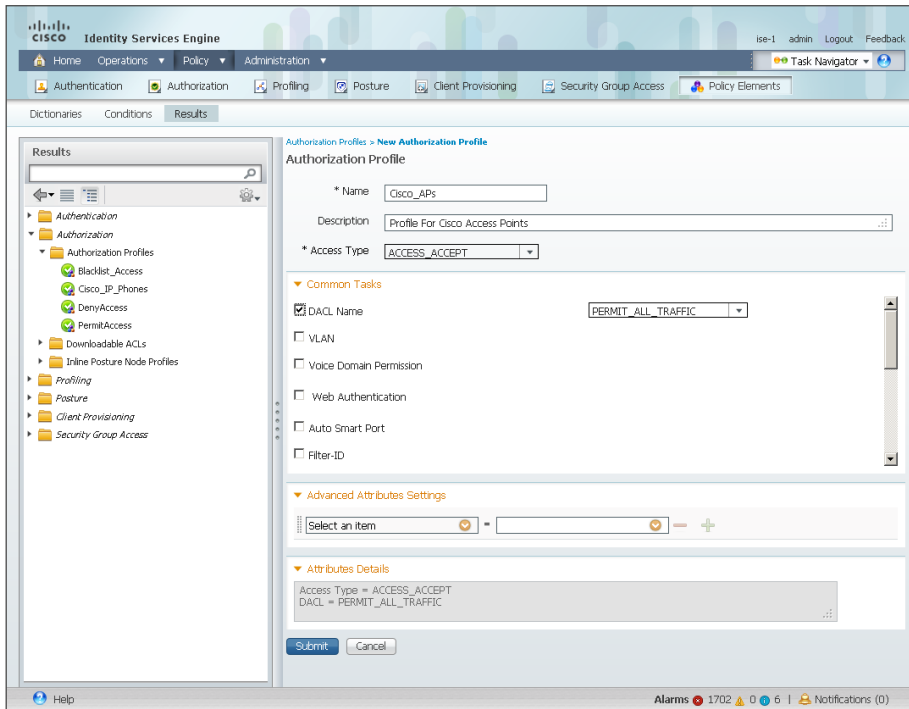 CISCO Identity Services Engine
ise-1 admin Logout Feedback
Home Operations Policy Administration
Task Navigator
Authentication Authorization Profiling Posture Client Provisioning Security Group Access Policy Elements
Dictionaries Conditions Results
Results
Authentication
Authorization
Authorization Profiles
Blacklist_Access
Cisco_IP_Phones
DenyAccess
PermitAccess
Downloadable ACLs
Inline Posture Node Profiles
Profiling
Posture
Client Provisioning
Security Group Access
Authorization Profiles > New Authorization Profile
Authorization Profile
* Name Cisco_APs
Description Profile For Cisco Access Points
* Access Type ACCESS_ACCEPT
Common Tasks
DACL Name PERMIT_ALL_TRAFFIC
VLAN
Voice Domain Permission
Web Authentication
Auto Smart Port
Filter-ID
Advanced Attributes Settings
Select an item =
Attributes Details
Access Type = ACCESS_ACCEPT
DACL = PERMIT_ALL_TRAFFIC
Submit Cancel
Help
Alarms 1702 0 6 | Notifications (0)